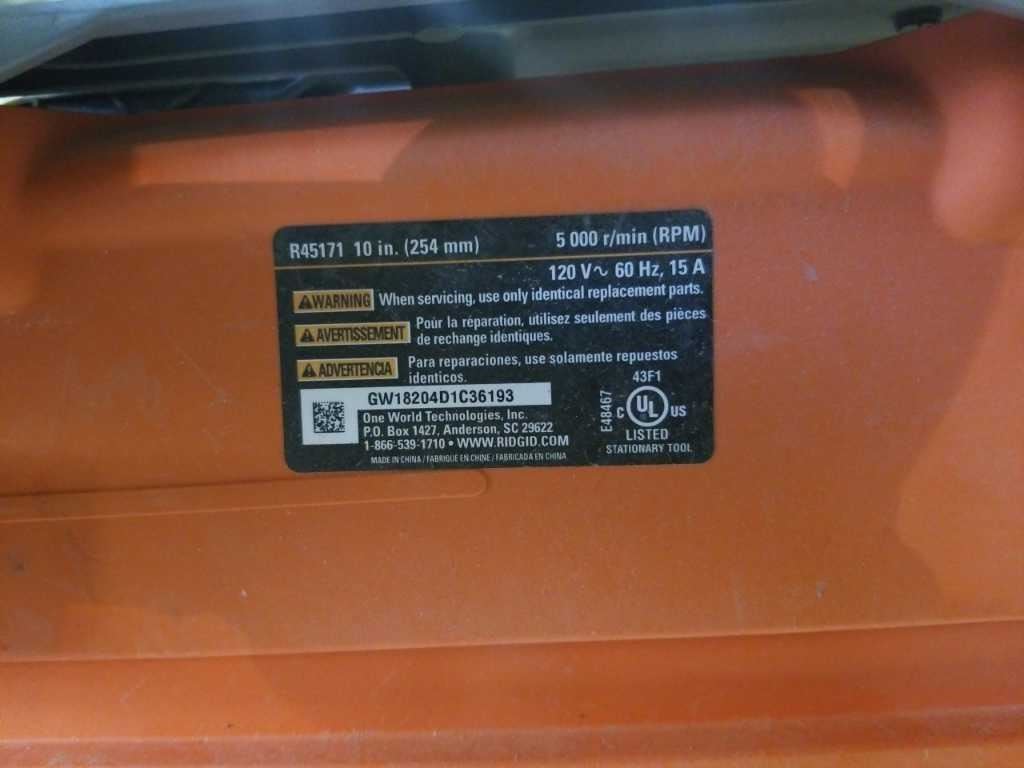 R45171 10 in. (254 mm) 5 000 r/min (RPM)
120 V~ 60 Hz, 15 A
WARNING When servicing, use only identical replacement parts.
AVERTISSEMENT Pour la réparation, utilisez seulement des pièces
de rechange identiques.
ADVERTENCIA Para reparaciones, use solamente repuestos
identicos.
GW18204D1C36193
One World Technologies, Inc.
P.O. Box 1427, Anderson, SC 29622
1-866-539-1710 • WWW.RIDGID.COM
MADE IN CHINA / FABRIQUÉ EN CHINE / FABRICADA EN CHINA
43F1
E48467
C UL US
LISTED
STATIONARY TOOL